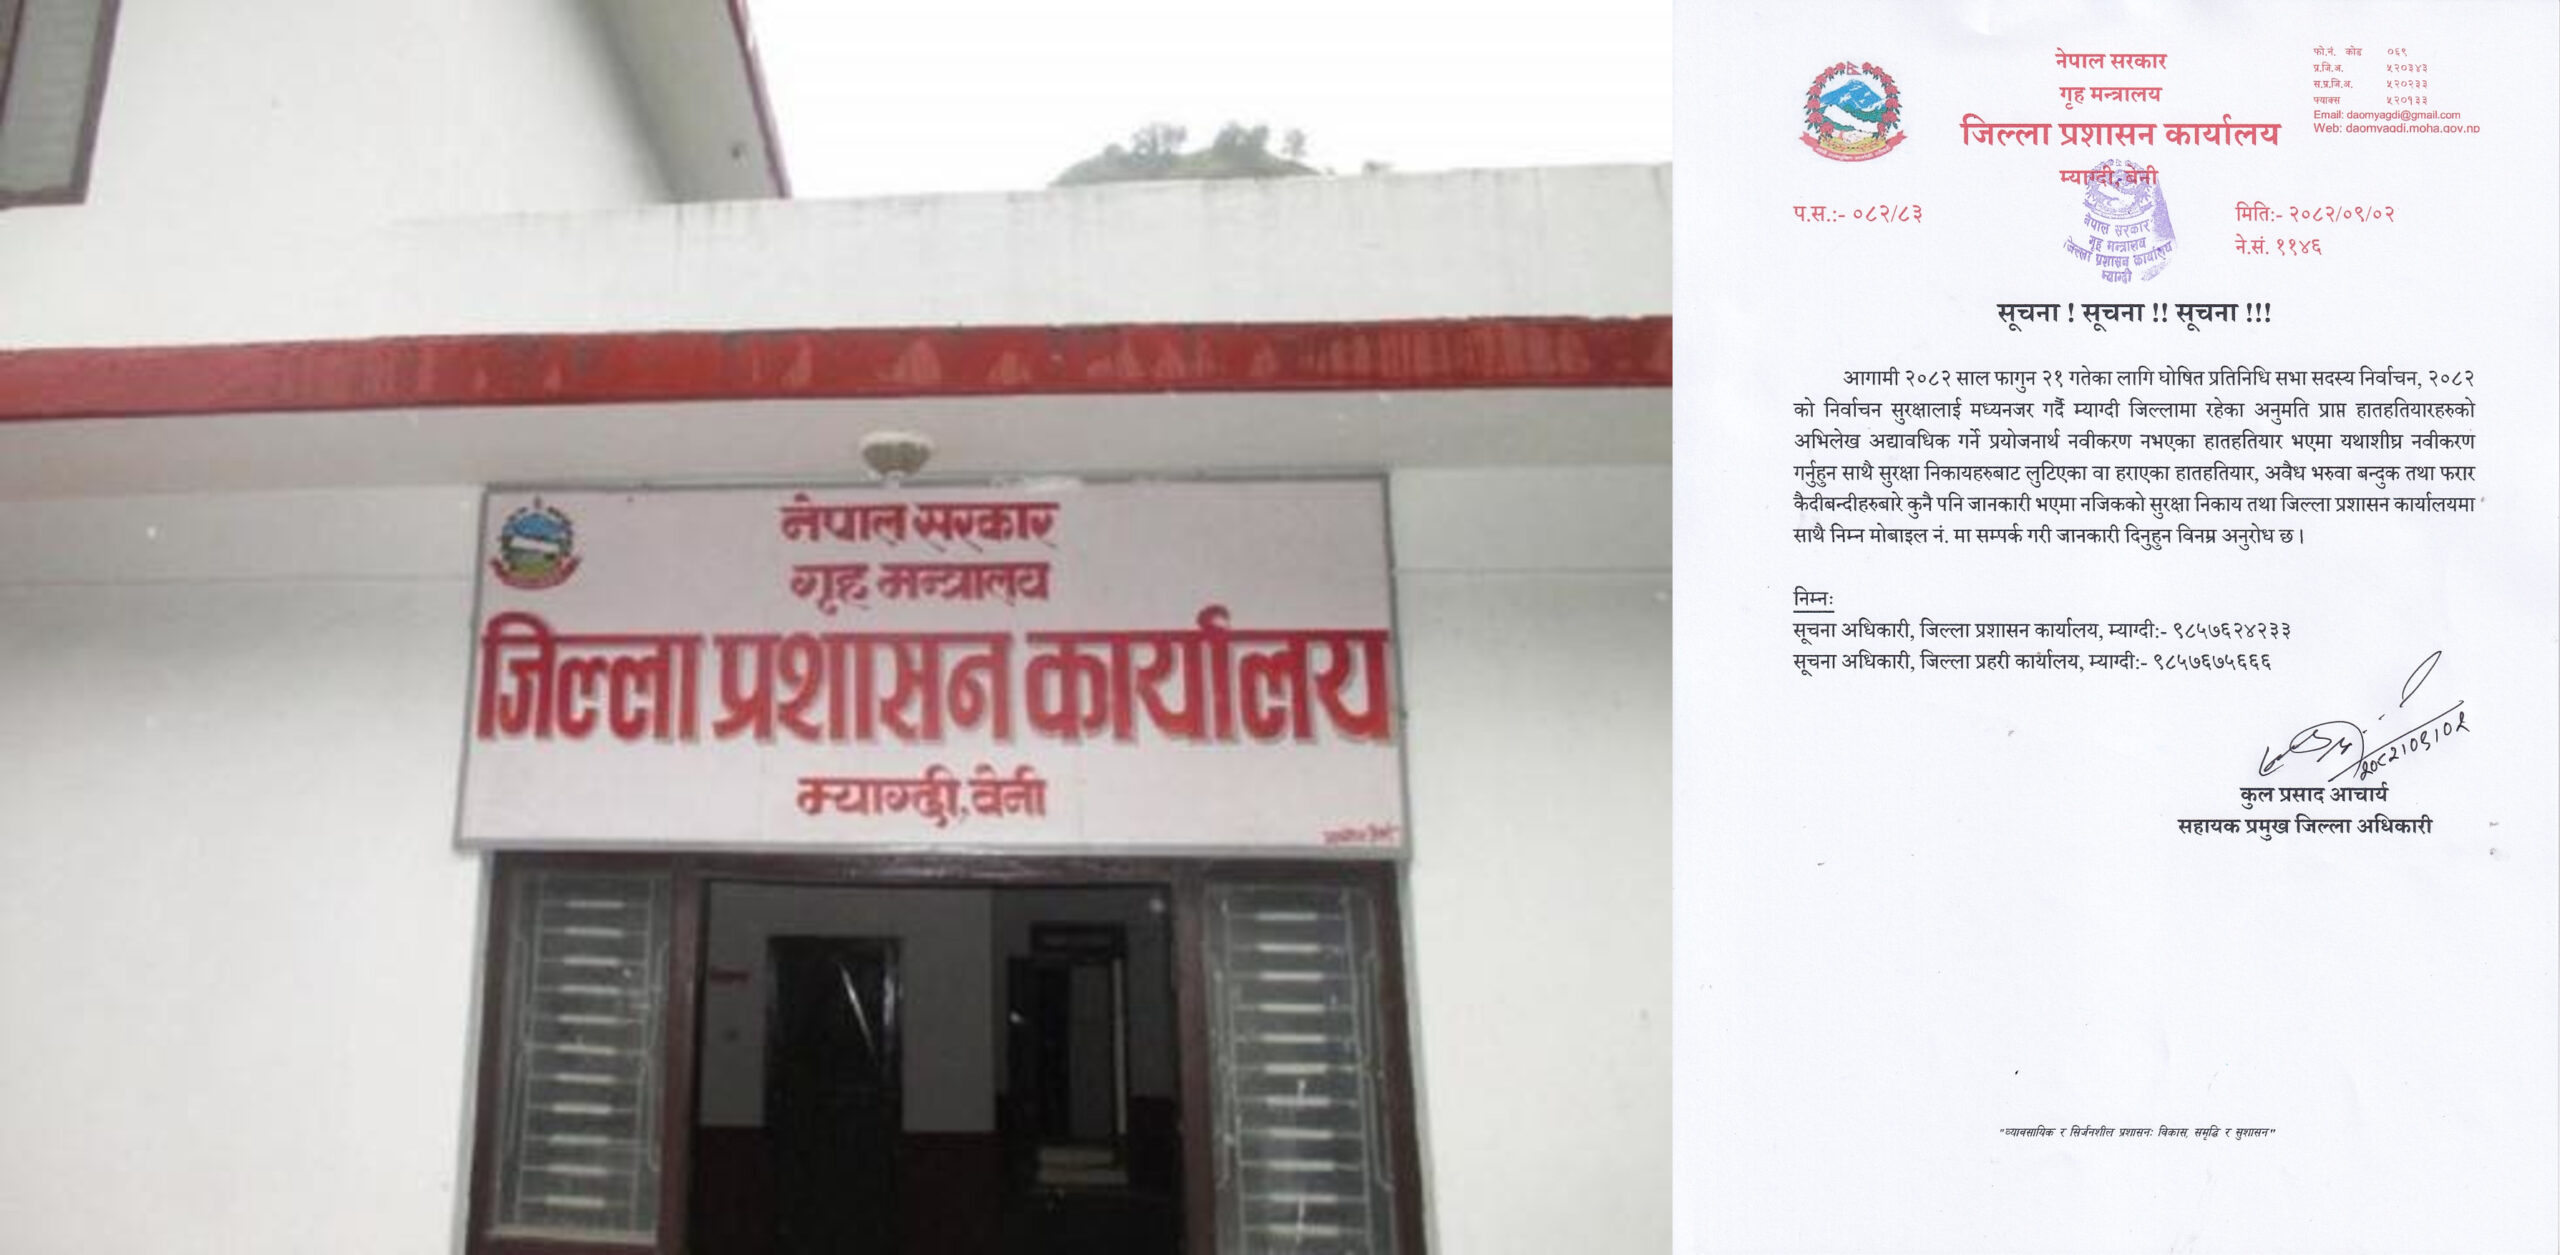 नेपाल सरकार
गृह मन्त्रालय
जिल्ला प्रशासन कार्यालय
म्याग्दी, बेनी
नेपाल सरकार
गृह मन्त्रालय
जिल्ला प्रशासन कार्यालय
म्याग्दी, बेनी
फो.नं. कोड ०६९
प्र.जि.अ. ५२०३४३
स.प्र.जि.अ. ५२०२३३
फ्याक्स ५२०१३३
Email: daomyagdi@gmail.com
Web: daomyagdi.moha.gov.np
नेपाल सरकार
गृह मन्त्रालय
जिल्ला प्रशासन कार्यालय
म्याग्दी
प.स.:- ०८२/८३
मिति:- २०८२/०९/०२
ने.सं. ११४६
सूचना ! सूचना !! सूचना !!!
आगामी २०८२ साल फागुन २१ गतेका लागि घोषित प्रतिनिधि सभा सदस्य निर्वाचन, २०८२
को निर्वाचन सुरक्षालाई मध्यनजर गर्दै म्याग्दी जिल्लामा रहेका अनुमति प्राप्त हातहतियारहरुको
अभिलेख अद्यावधिक गर्ने प्रयोजनार्थ नवीकरण नभएका हातहतियार भएमा यथाशीघ्र नवीकरण
गर्नुहुन साथै सुरक्षा निकायहरुबाट लुटिएका वा हराएका हातहतियार, अवैध भरुवा बन्दुक तथा फरार
कैदीबन्दीहरुबारे कुनै पनि जानकारी भएमा नजिकको सुरक्षा निकाय तथा जिल्ला प्रशासन कार्यालयमा
साथै निम्न मोबाइल नं. मा सम्पर्क गरी जानकारी दिनुहुन विनम्र अनुरोध छ।
निम्नः
सूचना अधिकारी, जिल्ला प्रशासन कार्यालय, म्याग्दी:- ९८५७६२४२३३
सूचना अधिकारी, जिल्ला प्रहरी कार्यालय, म्याग्दी:- ९८५७६७५६६६
२०८२।०९।०२
कुल प्रसाद आचार्य
सहायक प्रमुख जिल्ला अधिकारी
"व्यावसायिक र सिर्जनशील प्रशासनः विकास, समृद्धि र सुशासन"